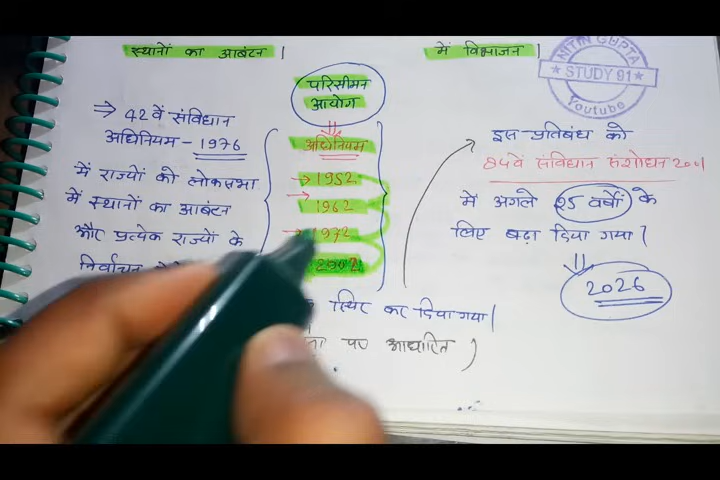 स्थानों का आबंटन।
में विभाजन।
NITIN GUPTA
STUDY 91
Youtube
परिसीमन
आयोग
अधिनियम
1952
1962
1972
2002
⇒ 42वें संविधान
अधिनियम - 1976
में राज्यों को लोकसभा
में स्थानों का आबंटन
और प्रत्येक राज्यों के
निर्वाचन
स्थिर कर दिया गया।
पर आधारित )
इस प्रतिबंध को
84वें संविधान संशोधन 2001
में अगले 25 वर्षों के
लिए बढ़ा दिया गया।
2026